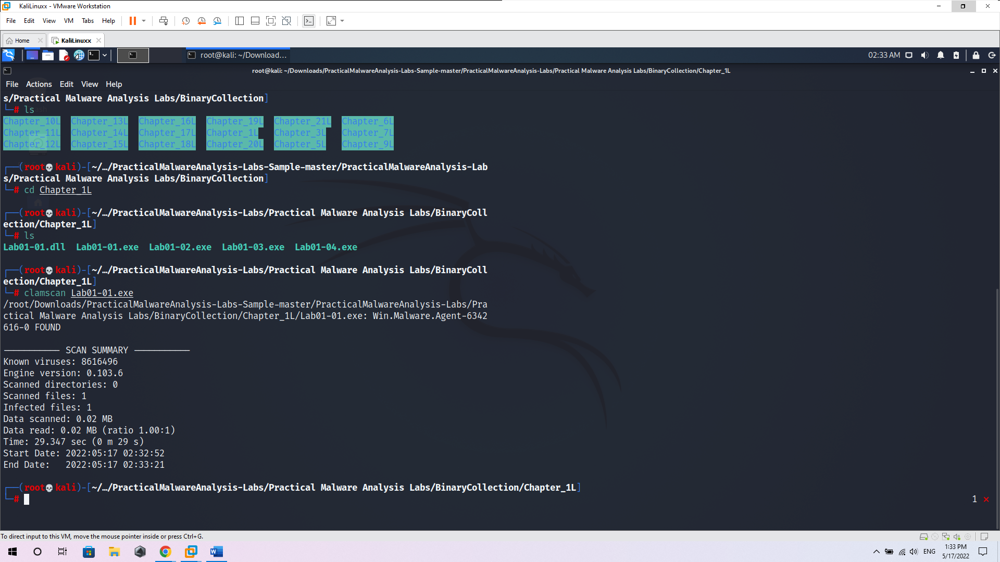 KaliLinuxx - VMware Workstation
File Edit View VM Tabs Help
Home KaliLinuxx
root@kali: ~/Download... 02:33 AM
root@kali: ~/Downloads/PracticalMalwareAnalysis-Labs-Sample-master/PracticalMalwareAnalysis-Labs/Practical Malware Analysis Labs/BinaryCollection/Chapter_1L
File Actions Edit View Help
s/Practical Malware Analysis Labs/BinaryCollection]
└─# ls
Chapter_10L Chapter_13L Chapter_16L Chapter_19L Chapter_21L Chapter_6L
Chapter_11L Chapter_14L Chapter_17L Chapter_1L Chapter_3L Chapter_7L
Chapter_12L Chapter_15L Chapter_18L Chapter_20L Chapter_5L Chapter_9L
┌──(root💀kali)-[~/…/PracticalMalwareAnalysis-Labs-Sample-master/PracticalMalwareAnalysis-Lab
s/Practical Malware Analysis Labs/BinaryCollection]
└─# cd Chapter_1L
┌──(root💀kali)-[~/…/PracticalMalwareAnalysis-Labs/Practical Malware Analysis Labs/BinaryColl
ection/Chapter_1L]
└─# ls
Lab01-01.dll Lab01-01.exe Lab01-02.exe Lab01-03.exe Lab01-04.exe
┌──(root💀kali)-[~/…/PracticalMalwareAnalysis-Labs/Practical Malware Analysis Labs/BinaryColl
ection/Chapter_1L]
└─# clamscan Lab01-01.exe
/root/Downloads/PracticalMalwareAnalysis-Labs-Sample-master/PracticalMalwareAnalysis-Labs/Pra
ctical Malware Analysis Labs/BinaryCollection/Chapter_1L/Lab01-01.exe: Win.Malware.Agent-6342
616-0 FOUND
─────────── SCAN SUMMARY ───────────
Known viruses: 8616496
Engine version: 0.103.6
Scanned directories: 0
Scanned files: 1
Infected files: 1
Data scanned: 0.02 MB
Data read: 0.02 MB (ratio 1.00:1)
Time: 29.347 sec (0 m 29 s)
Start Date: 2022:05:17 02:32:52
End Date: 2022:05:17 02:33:21
┌──(root💀kali)-[~/…/PracticalMalwareAnalysis-Labs/Practical Malware Analysis Labs/BinaryCollection/Chapter_1L]
└─# 1 ⨯
To direct input to this VM, move the mouse pointer inside or press Ctrl+G.
ENG 1:33 PM
5/17/2022